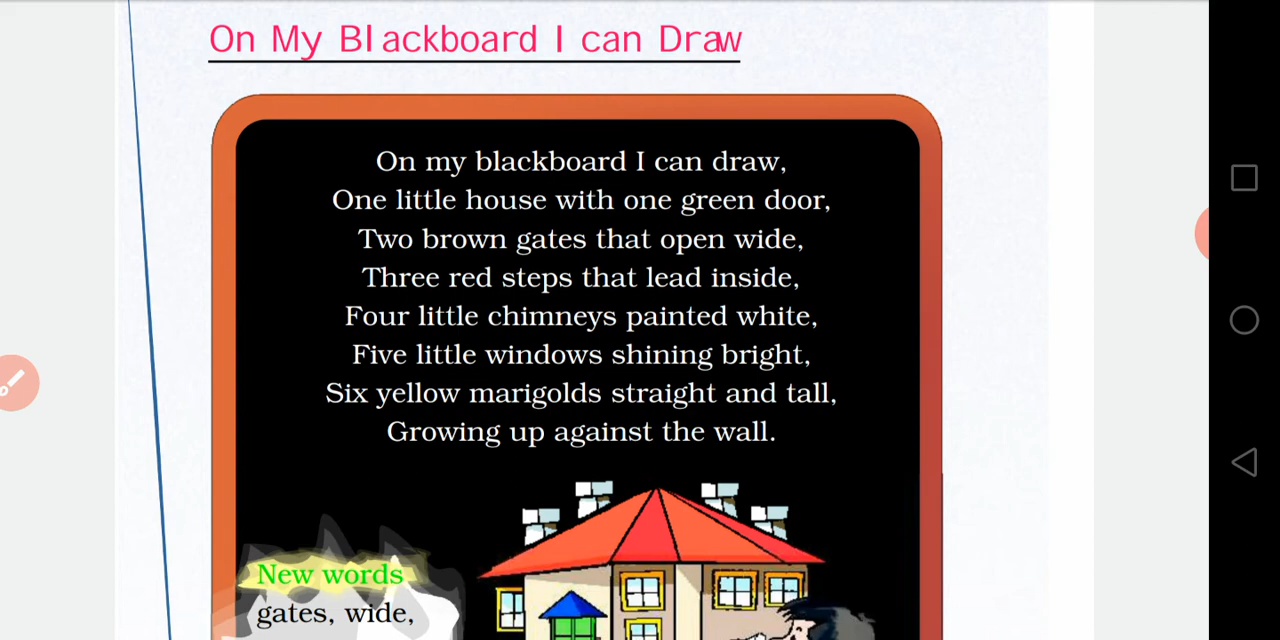 On My Blackboard I can Draw
On my blackboard I can draw,
One little house with one green door,
Two brown gates that open wide,
Three red steps that lead inside,
Four little chimneys painted white,
Five little windows shining bright,
Six yellow marigolds straight and tall,
Growing up against the wall.
New words
gates, wide,